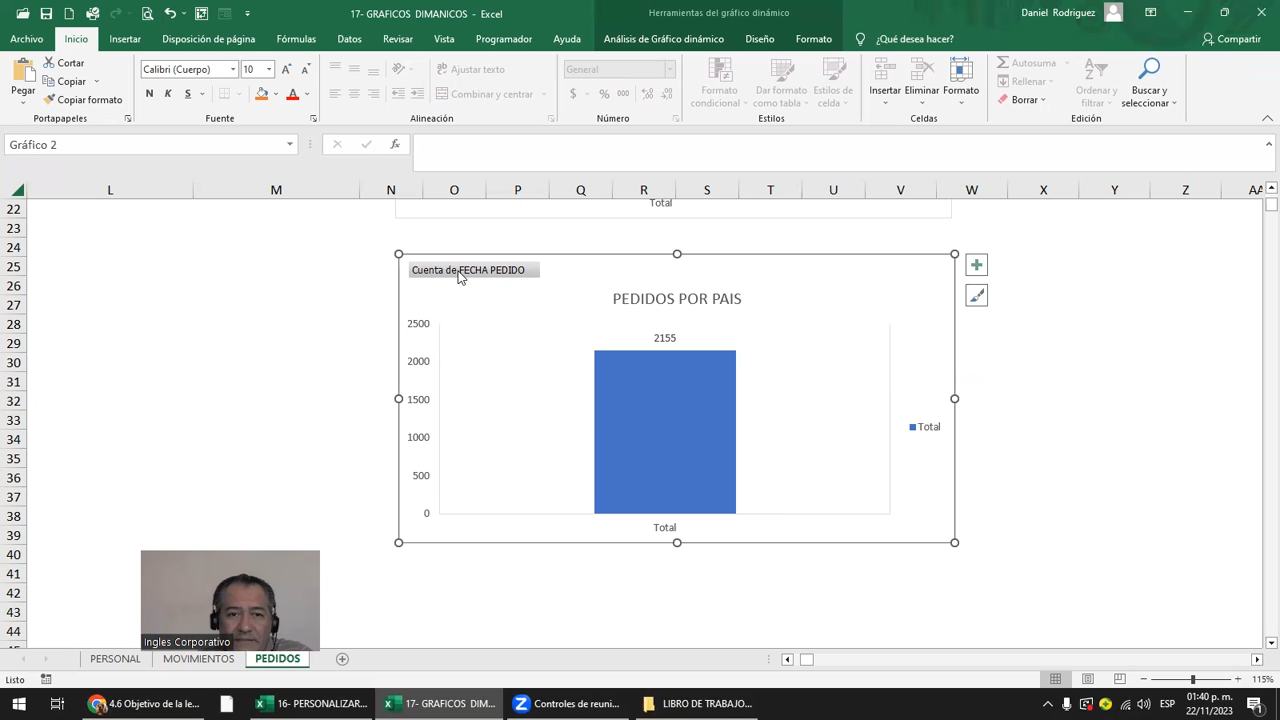 17- GRAFICOS DIMANICOS - Excel
Herramientas del gráfico dinámico
Daniel Rodriguez
Archivo
Inicio
Insertar
Disposición de página
Fórmulas
Datos
Revisar
Vista
Programador
Ayuda
Análisis de Gráfico dinámico
Diseño
Formato
¿Qué desea hacer?
Compartir
Pegar
Cortar
Copiar
Copiar formato
Portapapeles
Calibri (Cuerpo)
10
N K S
Fuente
Ajustar texto
Combinar y centrar
Alineación
General
$ % 000
Número
Formato condicional
Dar formato como tabla
Estilos de celda
Estilos
Insertar
Eliminar
Formato
Celdas
Autosuma
Rellenar
Borrar
Ordenar y filtrar
Buscar y seleccionar
Edición
Gráfico 2
fx
L M N O P Q R S T U V W X Y Z AA
22
23
24
25
26
27
28
29
30
31
32
33
34
35
36
37
38
39
40
41
42
43
44
Total
Cuenta de FECHA PEDIDO
PEDIDOS POR PAIS
2500
2000
1500
1000
500
0
2155
Total
Total
Ingles Corporativo
PERSONAL
MOVIMIENTOS
PEDIDOS
Listo
115%
4.6 Objetivo de la le...
16- PERSONALIZAR...
17- GRAFICOS DIM...
Controles de reuni...
LIBRO DE TRABAJO...
ESP
01:40 p. m.
22/11/2023